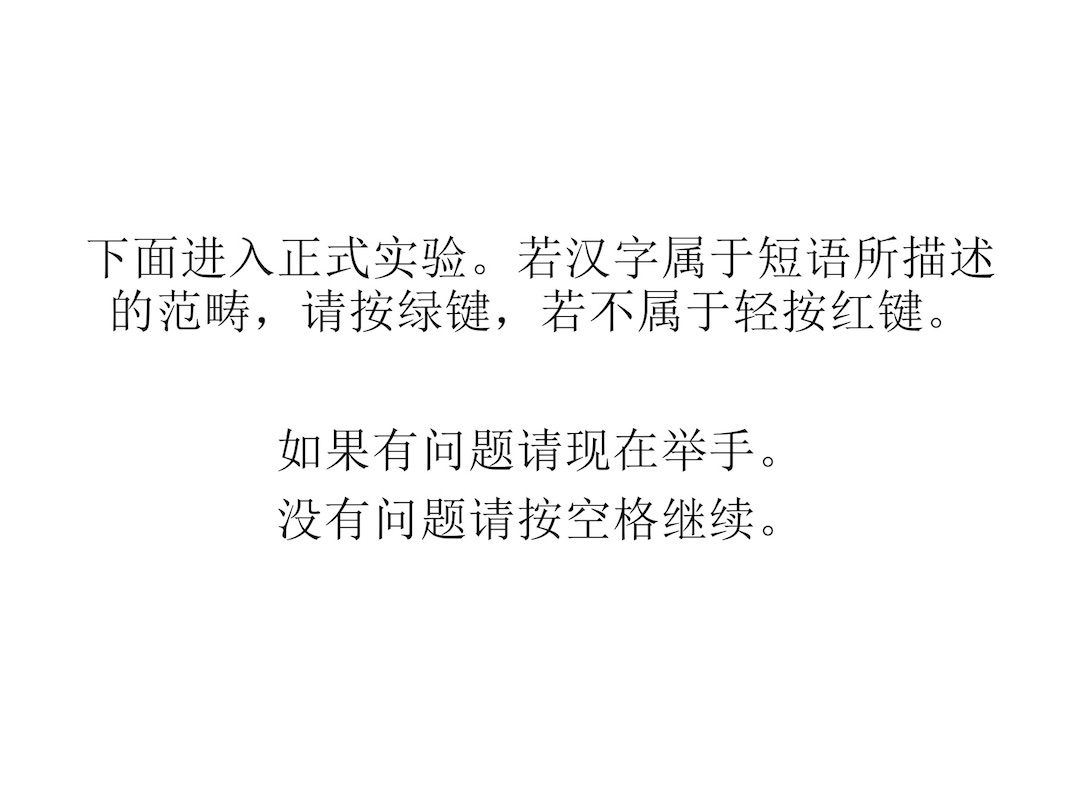 下面进入正式实验。若汉字属于短语所描述
的范畴，请按绿键，若不属于轻按红键。
如果有问题请现在举手。
没有问题请按空格继续。